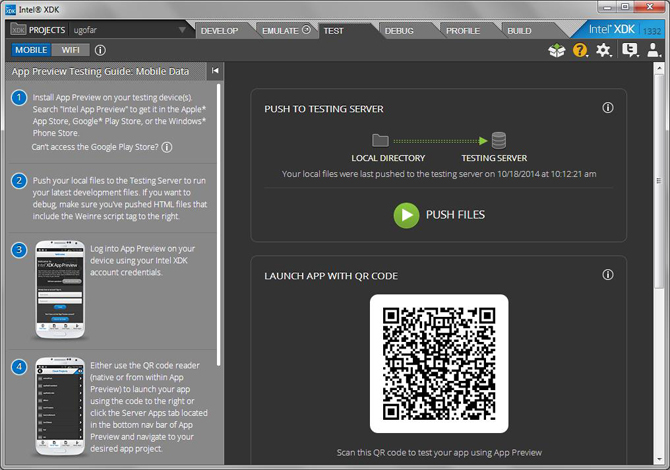 Intel® XDK
XDK PROJECTS ugofar
DEVELOP EMULATE TEST DEBUG PROFILE BUILD Intel® XDK 1332
MOBILE WIFI
App Preview Testing Guide: Mobile Data
1 Install App Preview on your testing device(s).
Search "Intel App Preview" to get it in the Apple*
App Store, Google* Play Store, or the Windows*
Phone Store.
Can't access the Google Play Store?
2 Push your local files to the Testing Server to run
your latest development files. If you want to
debug, make sure you've pushed HTML files that
include the Weinre script tag to the right.
3 Log into App Preview on your
device using your Intel XDK
account credentials.
4 Either use the QR code reader
(native or from within App
Preview) to launch your app
using the code to the right or
click the Server Apps tab located
in the bottom nav bar of App
Preview and navigate to your
desired app project.
PUSH TO TESTING SERVER
LOCAL DIRECTORY TESTING SERVER
Your local files were last pushed to the testing server on 10/18/2014 at 10:12:21 am
PUSH FILES
LAUNCH APP WITH QR CODE
Scan this QR code to test your app using App Preview